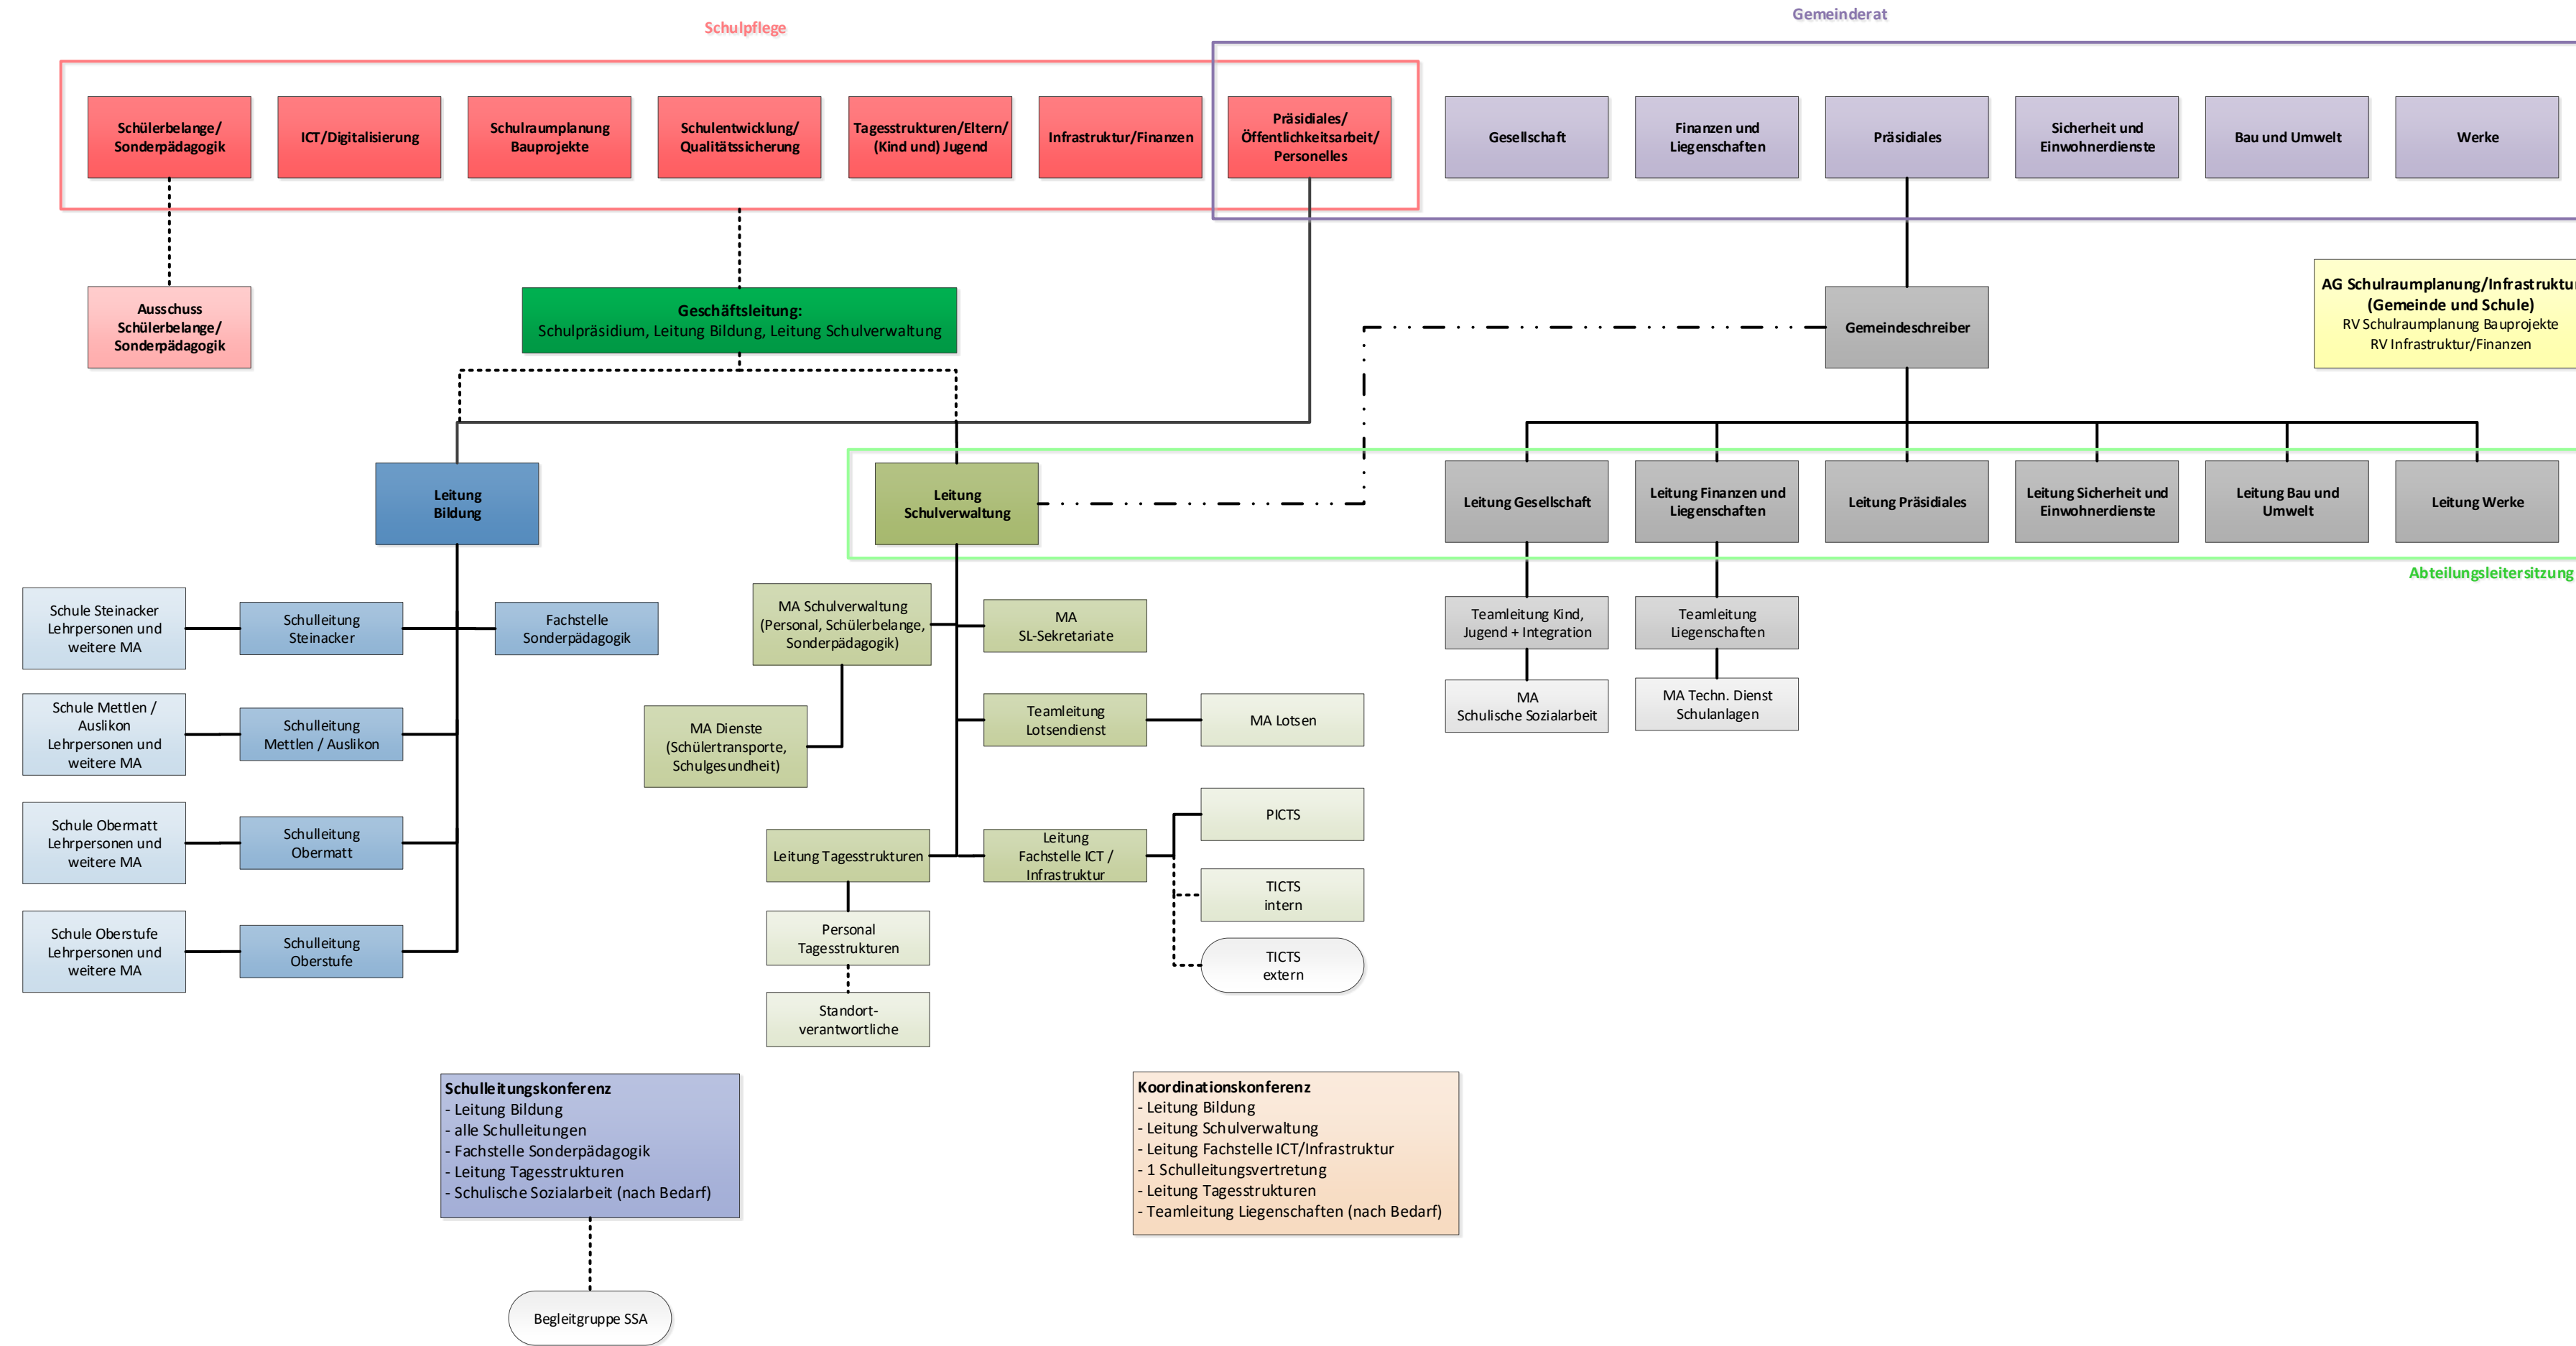 Schulpflege
Gemeinderat
Schülerbelange/
Sonderpädagogik
ICT/Digitalisierung
Schulraumplanung
Bauprojekte
Schulentwicklung/
Qualitätssicherung
Tagesstrukturen/Eltern/
(Kind und) Jugend
Infrastruktur/Finanzen
Präsidiales/
Öffentlichkeitsarbeit/
Personelles
Gesellschaft
Finanzen und
Liegenschaften
Präsidiales
Sicherheit und
Einwohnerdienste
Bau und Umwelt
Werke
Ausschuss
Schülerbelange/
Sonderpädagogik
Geschäftsleitung:
Schulpräsidium, Leitung Bildung, Leitung Schulverwaltung
Gemeindeschreiber
AG Schulraumplanung/Infrastruktu
(Gemeinde und Schule)
RV Schulraumplanung Bauprojekte
RV Infrastruktur/Finanzen
Leitung
Bildung
Leitung
Schulverwaltung
Leitung Gesellschaft
Leitung Finanzen und
Liegenschaften
Leitung Präsidiales
Leitung Sicherheit und
Einwohnerdienste
Leitung Bau und
Umwelt
Leitung Werke
Abteilungsleitersitzung
Schule Steinacker
Lehrpersonen und
weitere MA
Schulleitung
Steinacker
Fachstelle
Sonderpädagogik
MA Schulverwaltung
(Personal, Schülerbelange,
Sonderpädagogik)
MA
SL-Sekretariate
Teamleitung Kind,
Jugend + Integration
Teamleitung
Liegenschaften
Schule Mettlen /
Auslikon
Lehrpersonen und
weitere MA
Schulleitung
Mettlen / Auslikon
MA Dienste
(Schülertransporte,
Schulgesundheit)
Teamleitung
Lotsendienst
MA Lotsen
MA
Schulische Sozialarbeit
MA Techn. Dienst
Schulanlagen
Schule Obermatt
Lehrpersonen und
weitere MA
Schulleitung
Obermatt
Leitung Tagesstrukturen
Leitung
Fachstelle ICT /
Infrastruktur
PICTS
TICTS
intern
Schule Oberstufe
Lehrpersonen und
weitere MA
Schulleitung
Oberstufe
Personal
Tagesstrukturen
TICTS
extern
Standort-
verantwortliche
Schulleitungskonferenz
- Leitung Bildung
- alle Schulleitungen
- Fachstelle Sonderpädagogik
- Leitung Tagesstrukturen
- Schulische Sozialarbeit (nach Bedarf)
Koordinationskonferenz
- Leitung Bildung
- Leitung Schulverwaltung
- Leitung Fachstelle ICT/Infrastruktur
- 1 Schulleitungsvertretung
- Leitung Tagesstrukturen
- Teamleitung Liegenschaften (nach Bedarf)
Begleitgruppe SSA